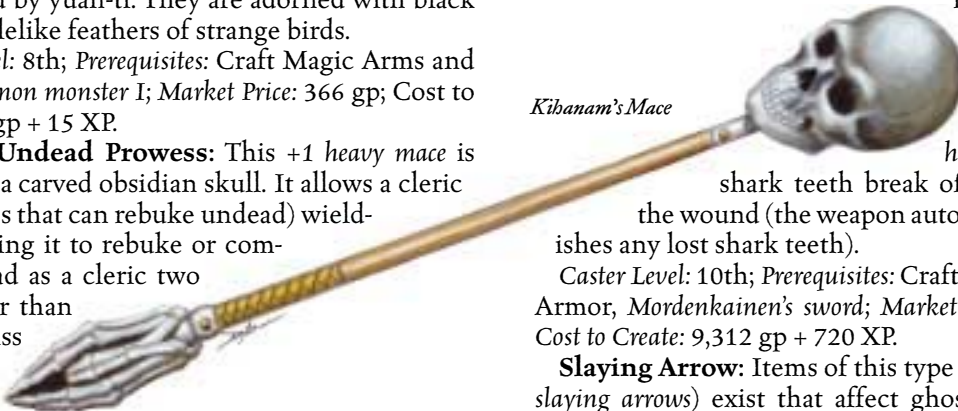 d by yuan-ti. They are adorned with black
delike feathers of strange birds.
el: 8th; Prerequisites: Craft Magic Arms and
mon monster I; Market Price: 366 gp; Cost to
gp + 15 XP.
Undead Prowess: This +1 heavy mace is
a carved obsidian skull. It allows a cleric
s that can rebuke undead) wield-
ing it to rebuke or com-
ad as a cleric two
r than
ss
Kihanam's Mace
h
shark teeth break of
the wound (the weapon auto
ishes any lost shark teeth).
Caster Level: 10th; Prerequisites: Craft
Armor, Mordenkainen's sword; Market
Cost to Create: 9,312 gp + 720 XP.
Slaying Arrow: Items of this type
slaying arrows) exist that affect ghos